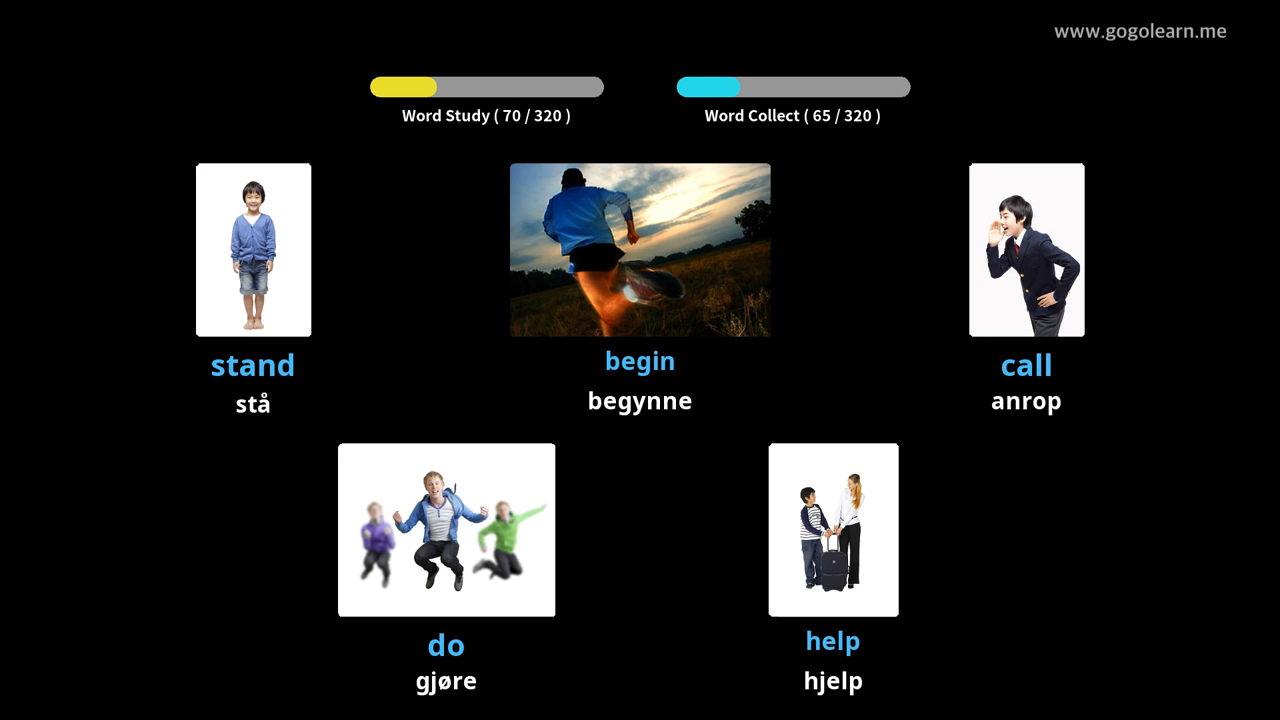 www.gogolearn.me
Word Study ( 70 / 320 )
Word Collect ( 65 / 320 )
stand
stå
begin
begynne
call
anrop
do
gjøre
help
hjelp